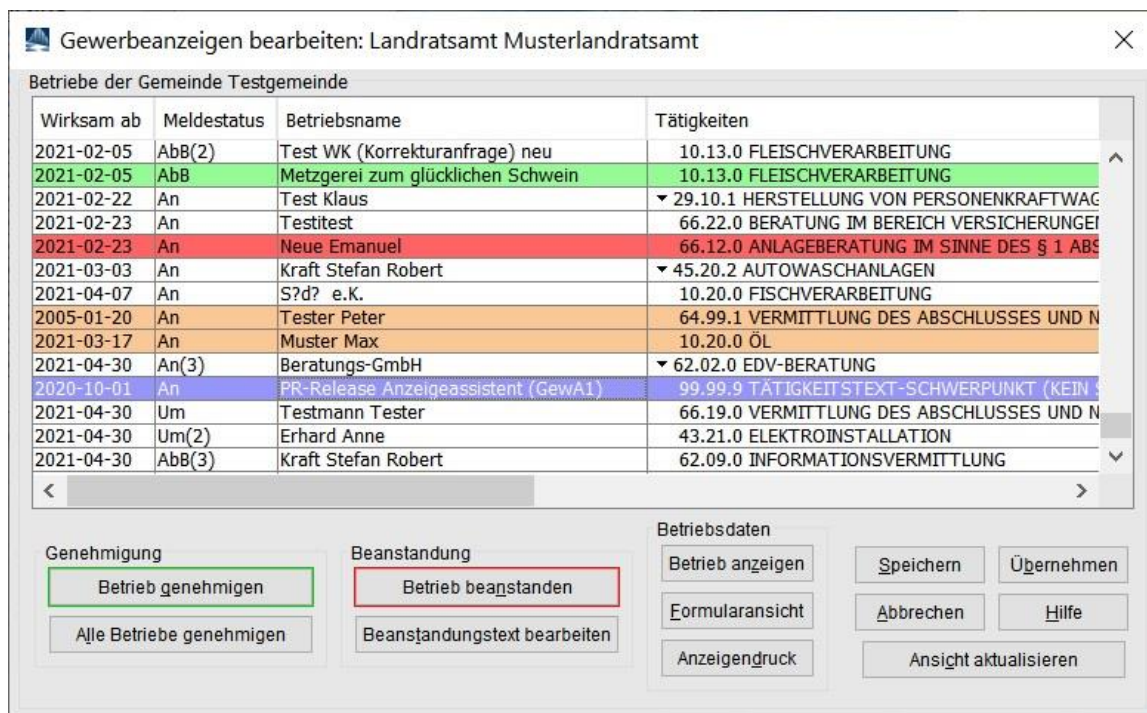 Gewerbeanzeigen bearbeiten: Landratsamt Musterlandratsamt
Betriebe der Gemeinde Testgemeinde
Wirksam ab Meldestatus Betriebsname Tätigkeiten
2021-02-05 AbB(2) Test WK (Korrekturanfrage) neu 10.13.0 FLEISCHVERARBEITUNG
2021-02-05 AbB Metzgerei zum glücklichen Schwein 10.13.0 FLEISCHVERARBEITUNG
2021-02-22 An Test Klaus 29.10.1 HERSTELLUNG VON PERSONENKRAFTWAG
2021-02-23 An Testitest 66.22.0 BERATUNG IM BEREICH VERSICHERUNGEN
2021-02-23 An Neue Emanuel 66.12.0 ANLAGEBERATUNG IM SINNE DES § 1 ABS
2021-03-03 An Kraft Stefan Robert 45.20.2 AUTOWASCHANLAGEN
2021-04-07 An S?d? e.K. 10.20.0 FISCHVERARBEITUNG
2005-01-20 An Tester Peter 64.99.1 VERMITTLUNG DES ABSCHLUSSES UND N
2021-03-17 An Muster Max 10.20.0 ÖL
2021-04-30 An(3) Beratungs-GmbH 62.02.0 EDV-BERATUNG
2020-10-01 An PR-Release Anzeigeassistent (GewA1) 99.99.9 TÄTIGKEITSTEXT-SCHWERPUNKT (KEIN S
2021-04-30 Um Testmann Tester 66.19.0 VERMITTLUNG DES ABSCHLUSSES UND N
2021-04-30 Um(2) Erhard Anne 43.21.0 ELEKTROINSTALLATION
2021-04-30 AbB(3) Kraft Stefan Robert 62.09.0 INFORMATIONSVERMITTLUNG
Genehmigung
Betrieb genehmigen
Alle Betriebe genehmigen
Beanstandung
Betrieb beanstanden
Beanstandungstext bearbeiten
Betriebsdaten
Betrieb anzeigen
Formularansicht
Anzeigendruck
Speichern Übernehmen
Abbrechen Hilfe
Ansicht aktualisieren